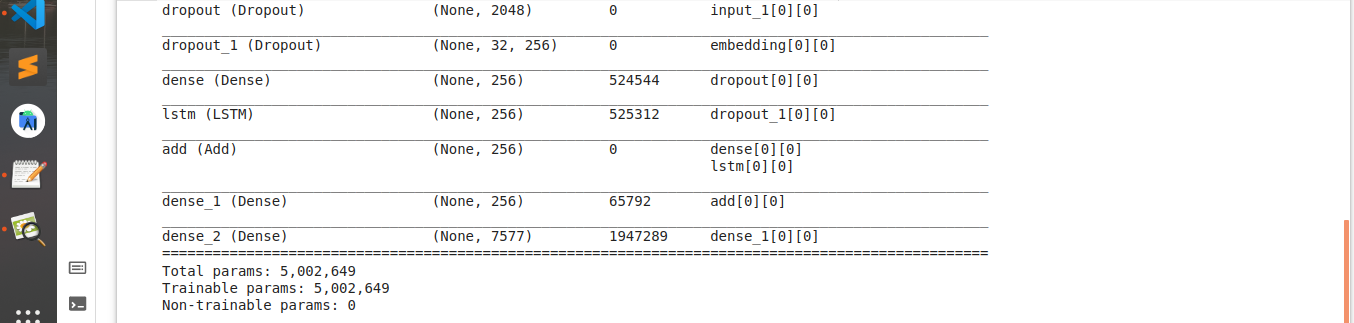 dropout (Dropout) (None, 2048) 0 input_1[0][0]
dropout_1 (Dropout) (None, 32, 256) 0 embedding[0][0]
dense (Dense) (None, 256) 524544 dropout[0][0]
lstm (LSTM) (None, 256) 525312 dropout_1[0][0]
add (Add) (None, 256) 0 dense[0][0]
lstm[0][0]
dense_1 (Dense) (None, 256) 65792 add[0][0]
dense_2 (Dense) (None, 7577) 1947289 dense_1[0][0]
Total params: 5,002,649
Trainable params: 5,002,649
Non-trainable params: 0